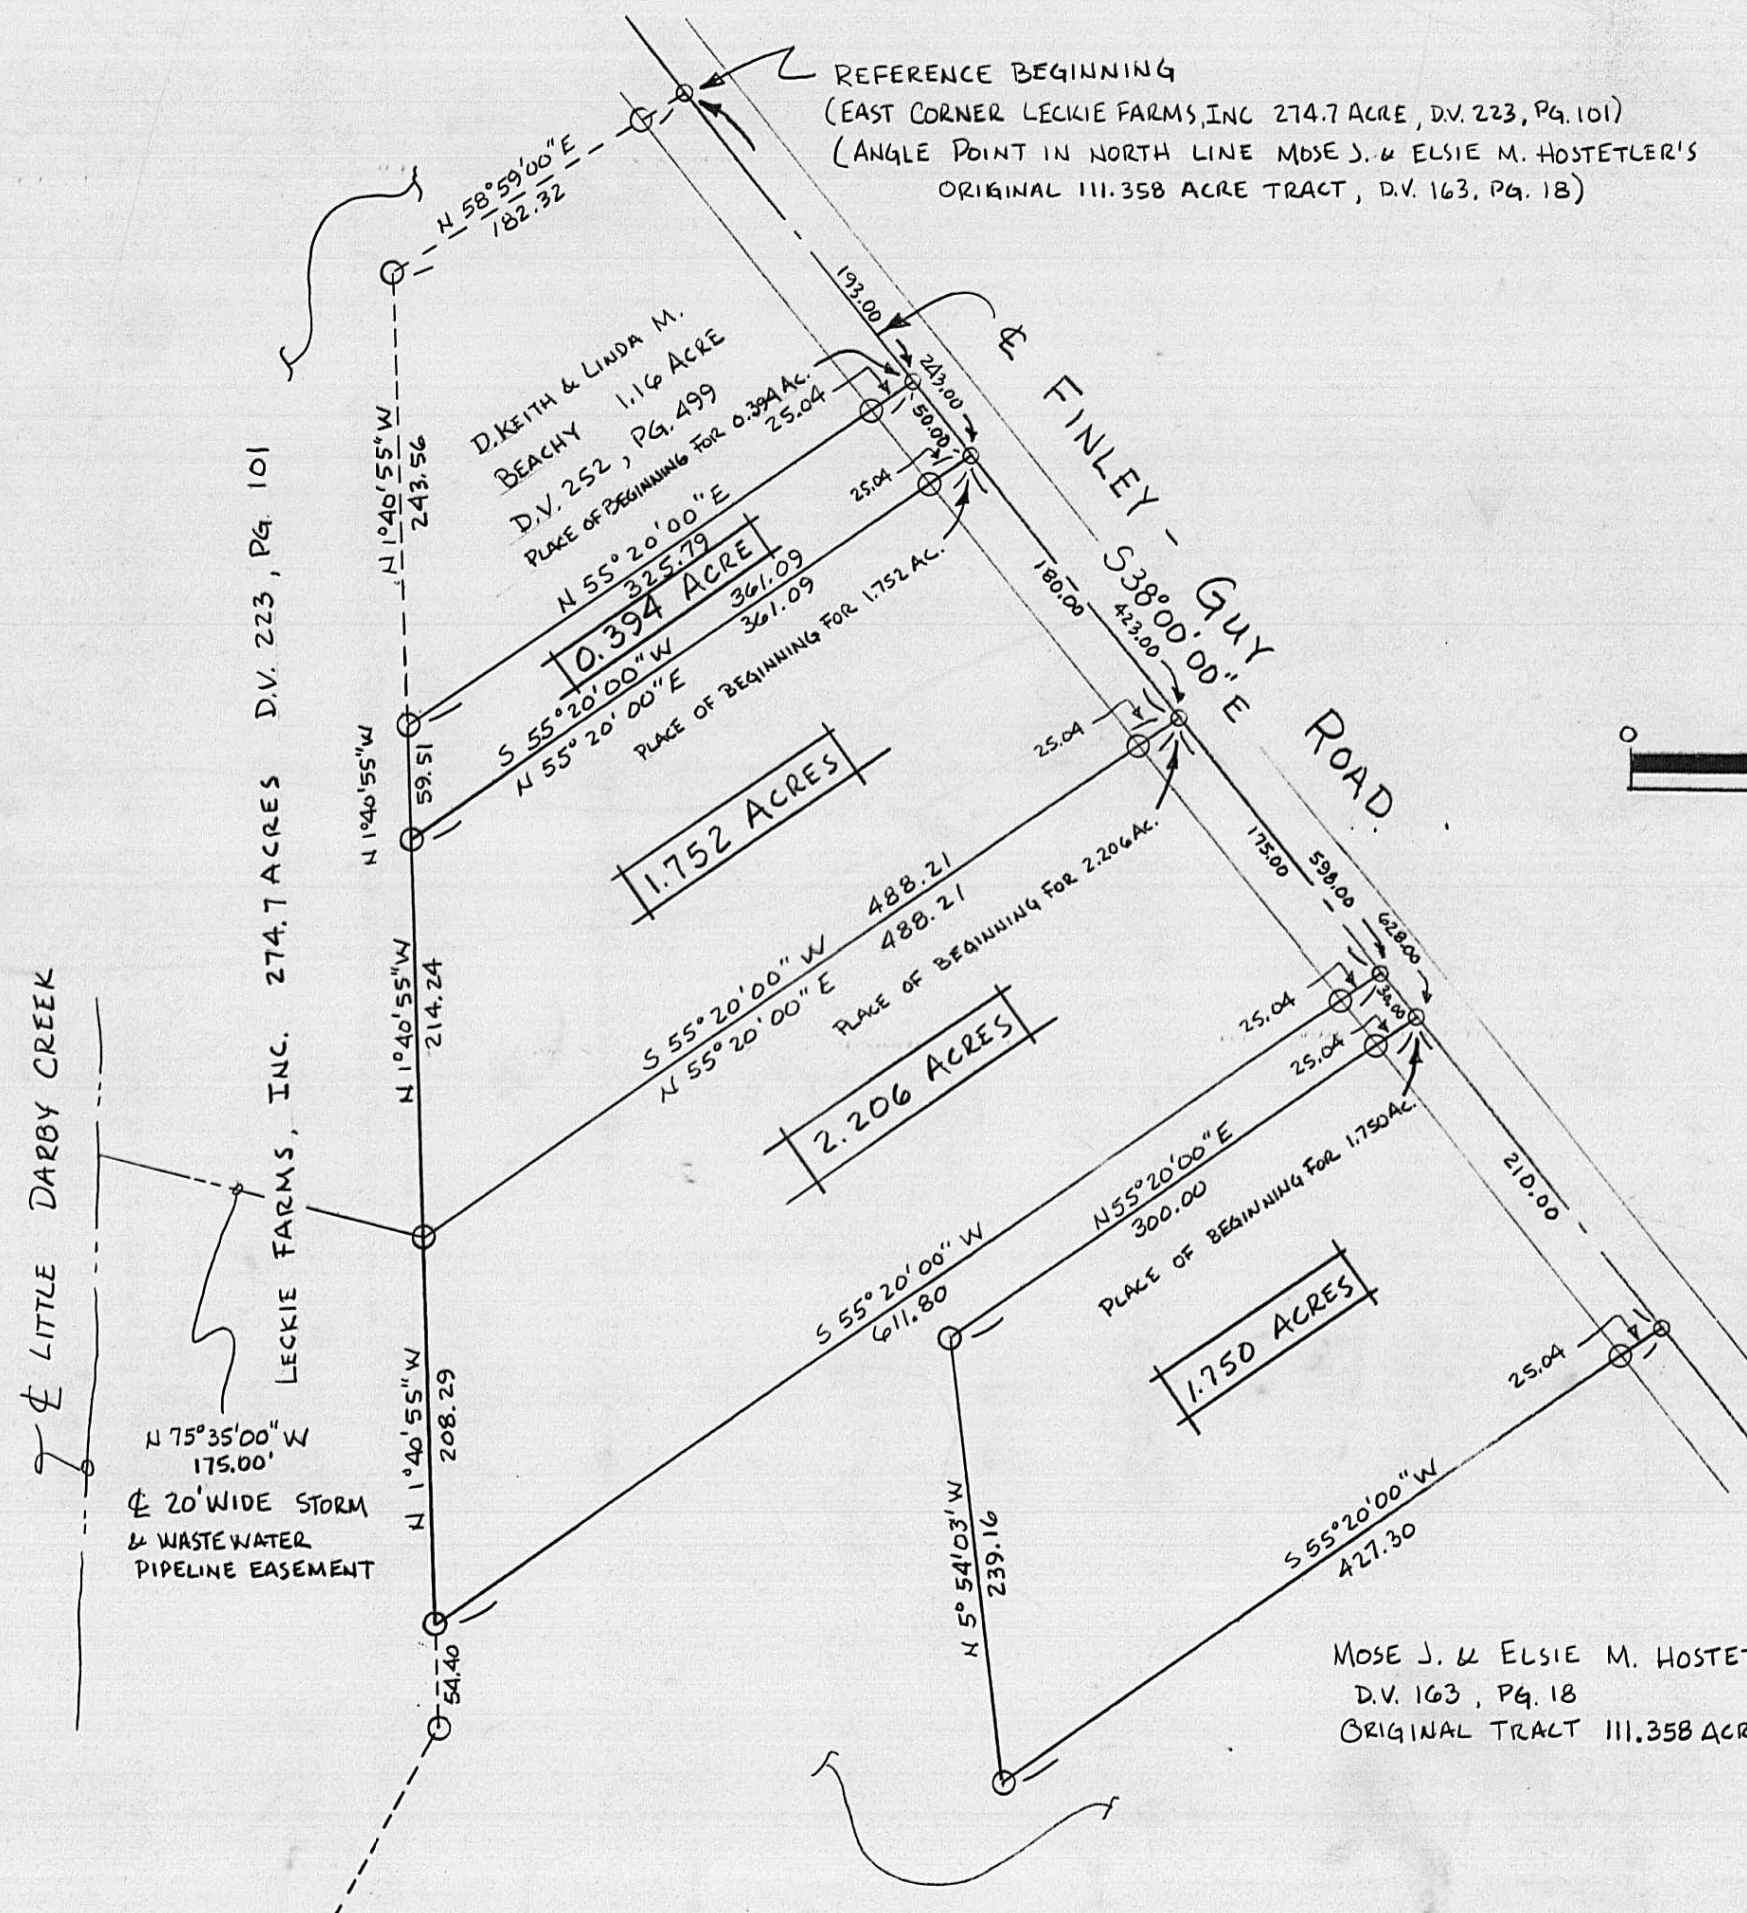 REFERENCE BEGINNING
(EAST CORNER LECKIE FARMS, INC 274.7 ACRE, D.V. 223, PG. 101)
(ANGLE POINT IN NORTH LINE MOSE J. & ELSIE M. HOSTETLER'S
ORIGINAL 111.358 ACRE TRACT, D.V. 163, PG. 18)
N 58°59'00" E
182.32
193.00
℄ FINLEY - GUY ROAD
243.00
50.00
D. KEITH & LINDA M.
BEACHY 1.16 ACRE
D.V. 252, PG. 499
PLACE OF BEGINNING FOR 0.394 AC.
25.04
25.04
N 1°40'55" W
243.56
N 55°20'00" E
325.79
0.394 ACRE
361.09
S 55°20'00" W
361.09
N 55°20'00" E
PLACE OF BEGINNING FOR 1.752 AC.
S 38°00'00" E
180.00
423.00
25.04
N 1°40'55" W
59.51
1.752 ACRES
LECKIE FARMS, INC. 274.7 ACRES D.V. 223, PG. 101
N 1°40'55" W
214.24
488.21
S 55°20'00" W
488.21
N 55°20'00" E
PLACE OF BEGINNING FOR 2.206 AC.
0
175.00
598.00
628.00
30.00
25.04
25.04
2.206 ACRES
℄ LITTLE DARBY CREEK
N 75°35'00" W
175.00'
℄ 20' WIDE STORM
& WASTEWATER
PIPELINE EASEMENT
N 1°40'55" W
208.29
S 55°20'00" W
611.80
N 55°20'00" E
300.00
PLACE OF BEGINNING FOR 1.750 AC.
210.00
1.750 ACRES
25.04
N 5°54'03" W
239.16
S 55°20'00" W
427.30
54.40
MOSE J. & ELSIE M. HOSTET
D.V. 163, PG. 18
ORIGINAL TRACT 111.358 ACR